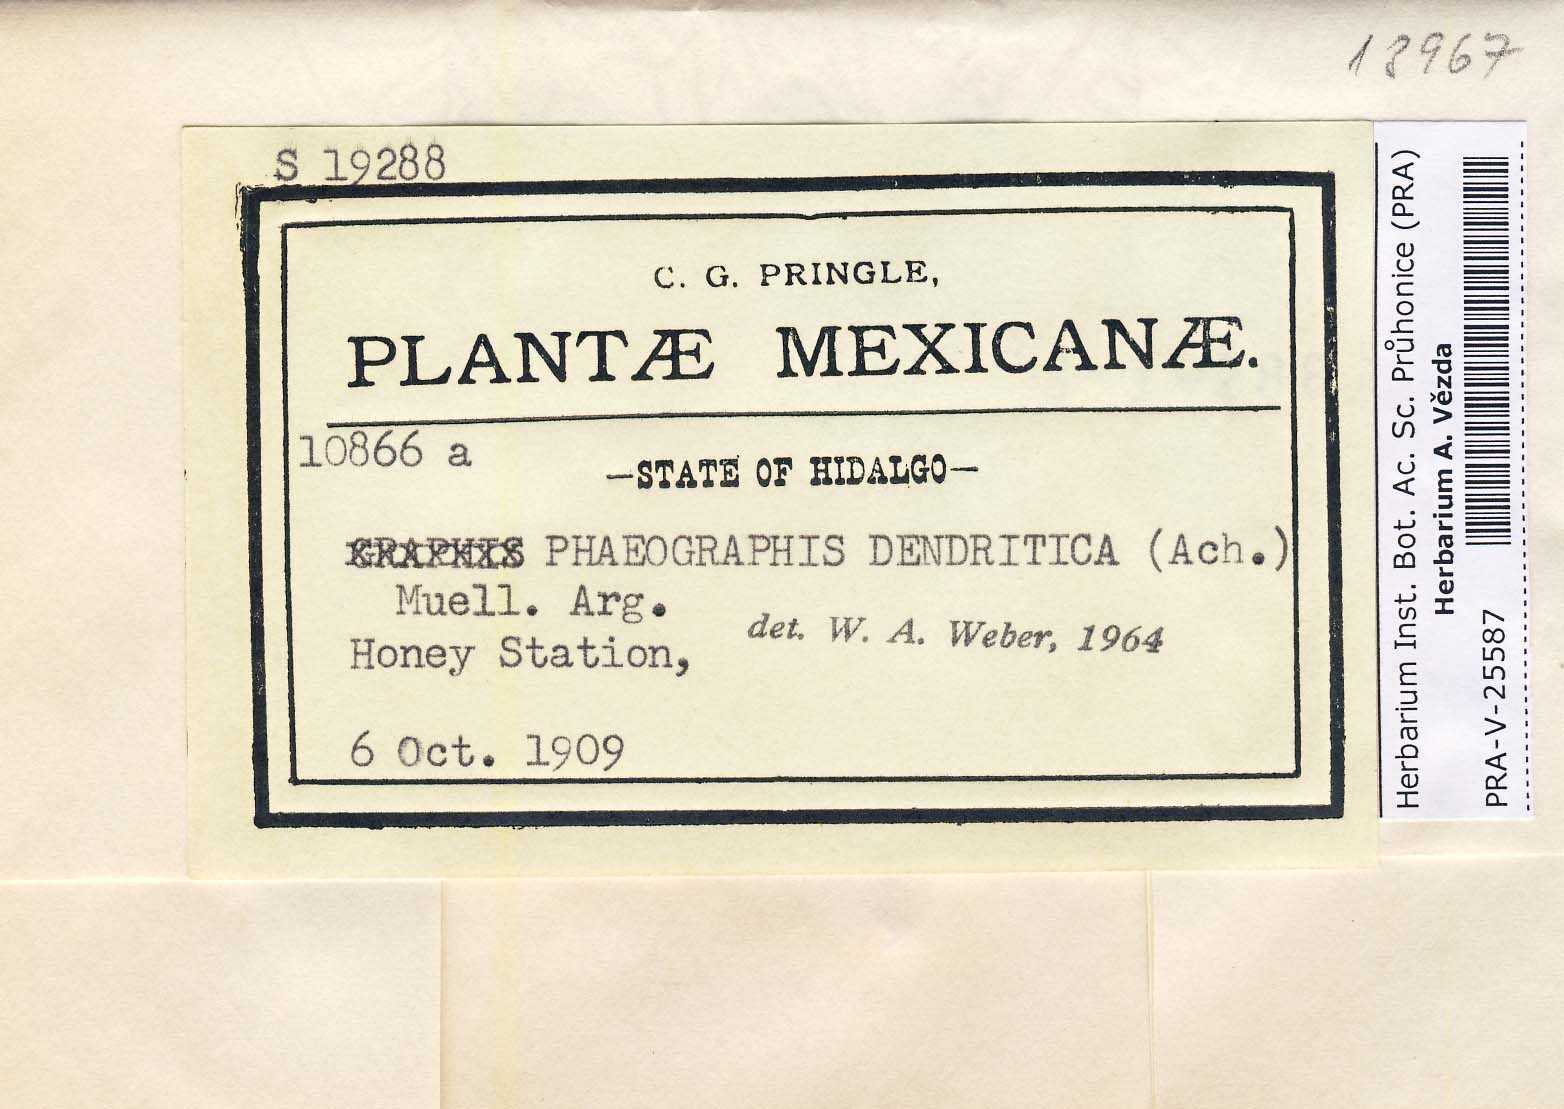 13967
S 19288
C. G. PRINGLE,
PLANTÆ MEXICANÆ.
10866 a
—STATE OF HIDALGO—
GRAPHIS PHAEOGRAPHIS DENDRITICA (Ach.)
Muell. Arg.
det. W. A. Weber, 1964
Honey Station,
6 Oct. 1909
Herbarium Inst. Bot. Ac. Sc. Průhonice (PRA)
Herbarium A. Vězda
PRA-V-25587